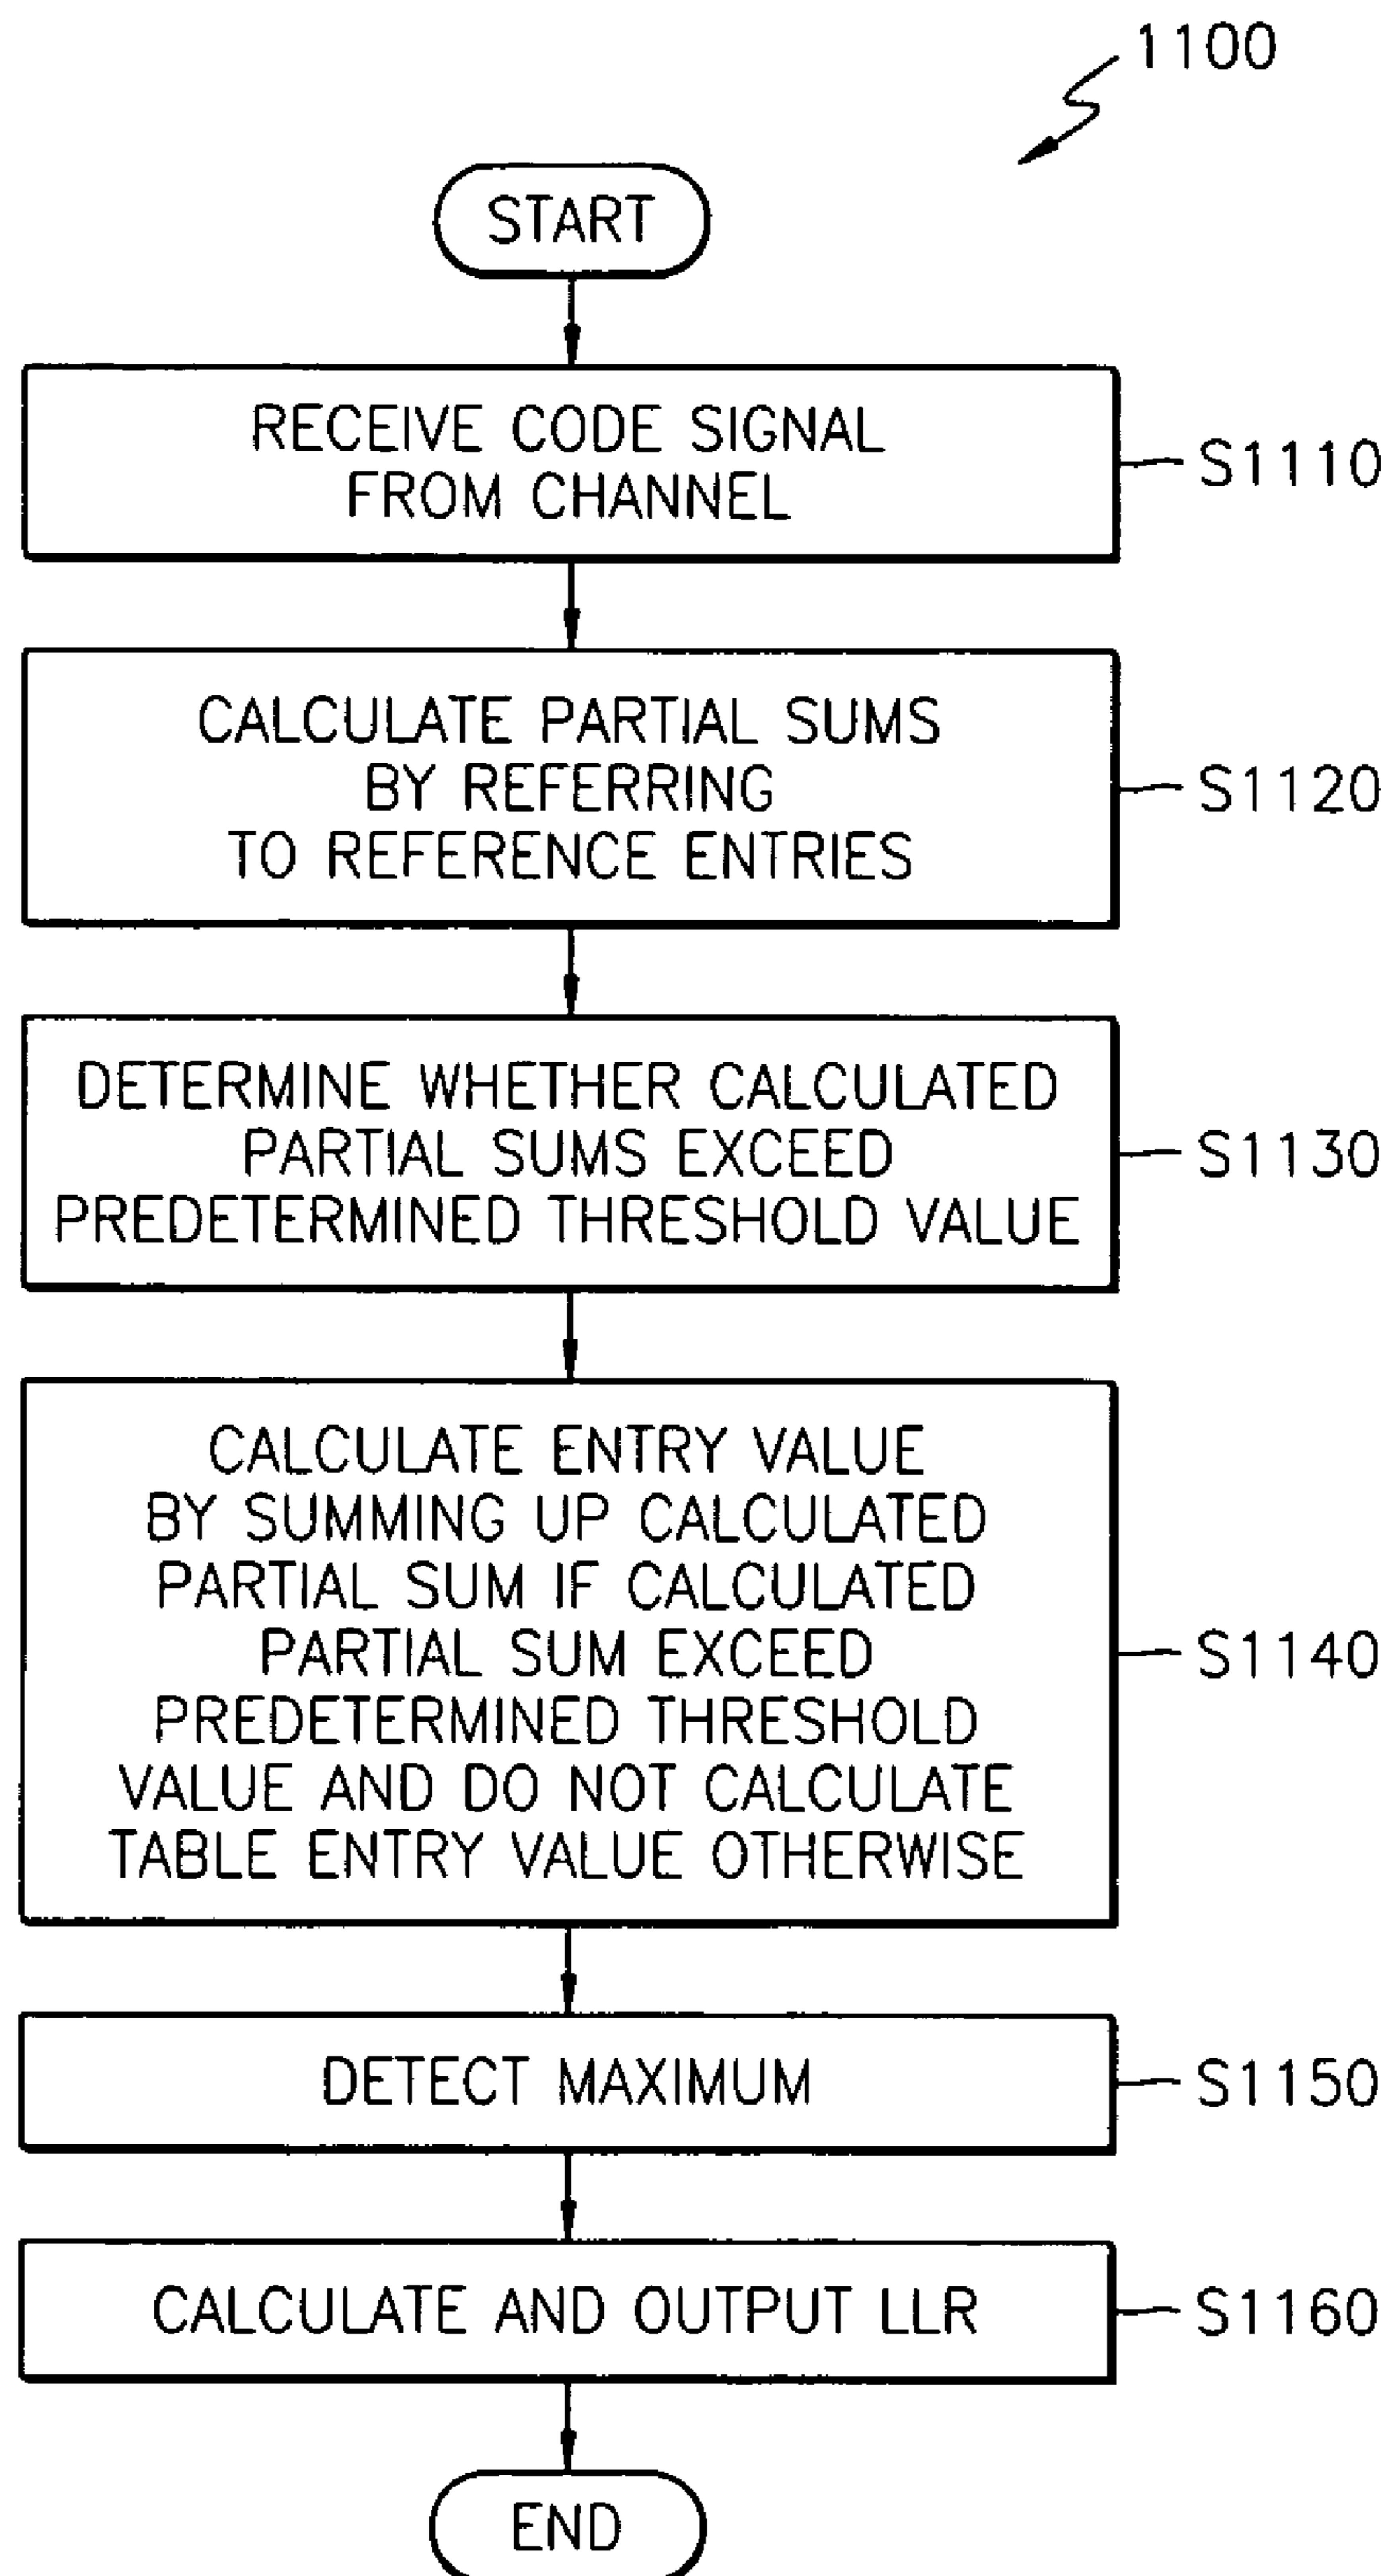 1100
START
RECEIVE CODE SIGNAL
FROM CHANNEL
S1110
CALCULATE PARTIAL SUMS
BY REFERRING
TO REFERENCE ENTRIES
S1120
DETERMINE WHETHER CALCULATED
PARTIAL SUMS EXCEED
PREDETERMINED THRESHOLD VALUE
S1130
CALCULATE ENTRY VALUE
BY SUMMING UP CALCULATED
PARTIAL SUM IF CALCULATED
PARTIAL SUM EXCEED
PREDETERMINED THRESHOLD
VALUE AND DO NOT CALCULATE
TABLE ENTRY VALUE OTHERWISE
S1140
DETECT MAXIMUM
S1150
CALCULATE AND OUTPUT LLR
S1160
END